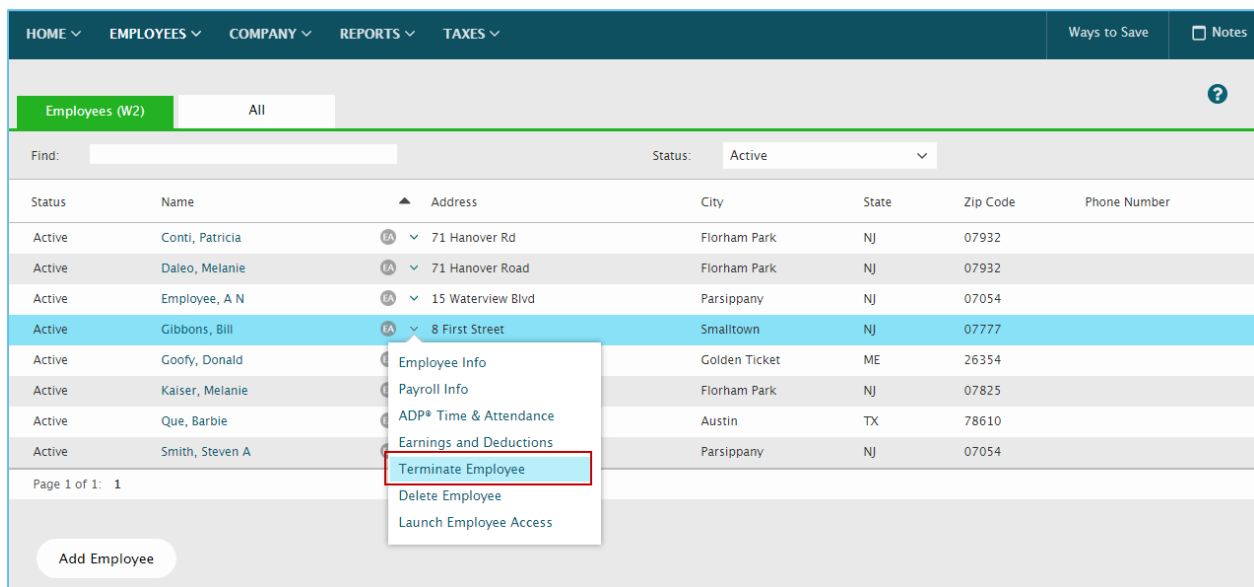 HOME EMPLOYEES COMPANY REPORTS TAXES Ways to Save Notes
Employees (W2) All ?
Find: Status: Active
Status Name Address City State Zip Code Phone Number
Active Conti, Patricia EA 71 Hanover Rd Florham Park NJ 07932
Active Daleo, Melanie EA 71 Hanover Road Florham Park NJ 07932
Active Employee, A N EA 15 Waterview Blvd Parsippany NJ 07054
Active Gibbons, Bill EA 8 First Street Smalltown NJ 07777
Active Goofy, Donald Golden Ticket ME 26354
Active Kaiser, Melanie Florham Park NJ 07825
Active Que, Barbie Austin TX 78610
Active Smith, Steven A Parsippany NJ 07054
Employee Info
Payroll Info
ADP® Time & Attendance
Earnings and Deductions
Terminate Employee
Delete Employee
Launch Employee Access
Page 1 of 1: 1
Add Employee